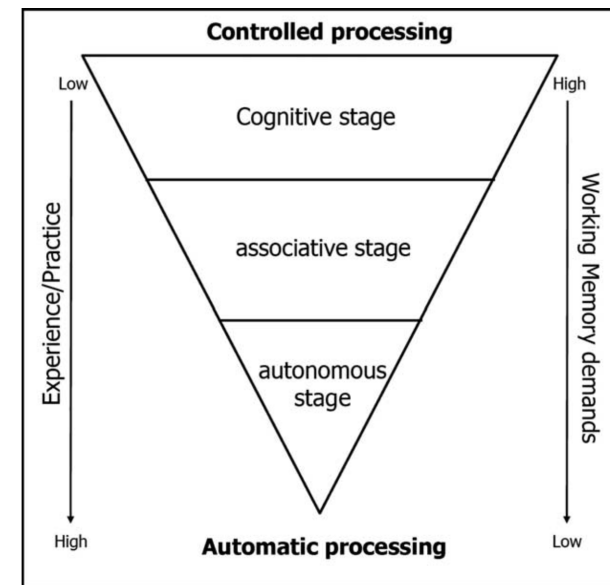 Controlled processing
Low
High
Cognitive stage
associative stage
autonomous
stage
Experience/Practice
Working Memory demands
High
Low
Automatic processing